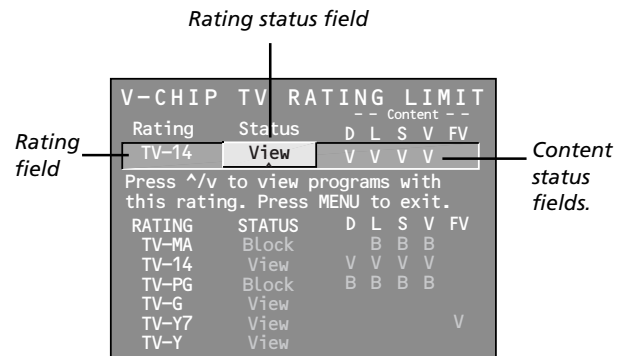 Rating status field
V-CHIP TV RATING LIMIT
-- Content --
Rating Status D L S V FV
Rating field
TV-14 View V V V V
Content status fields.
Press ^/v to view programs with
this rating. Press MENU to exit.
RATING STATUS D L S V FV
TV-MA Block B B B
TV-14 View V V V V
TV-PG Block B B B B
TV-G View
TV-Y7 View V
TV-Y View